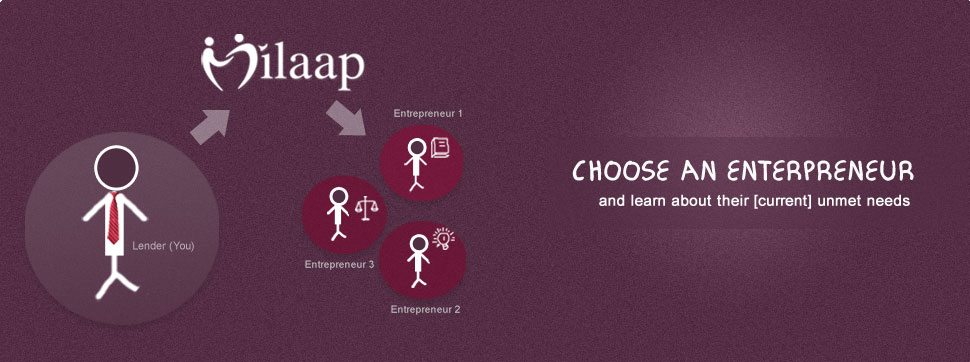 Milaap
Entrepreneur 1
CHOOSE AN ENTERPRENEUR
and learn about their [current] unmet needs
Lender (You)
Entrepreneur 3
Entrepreneur 2